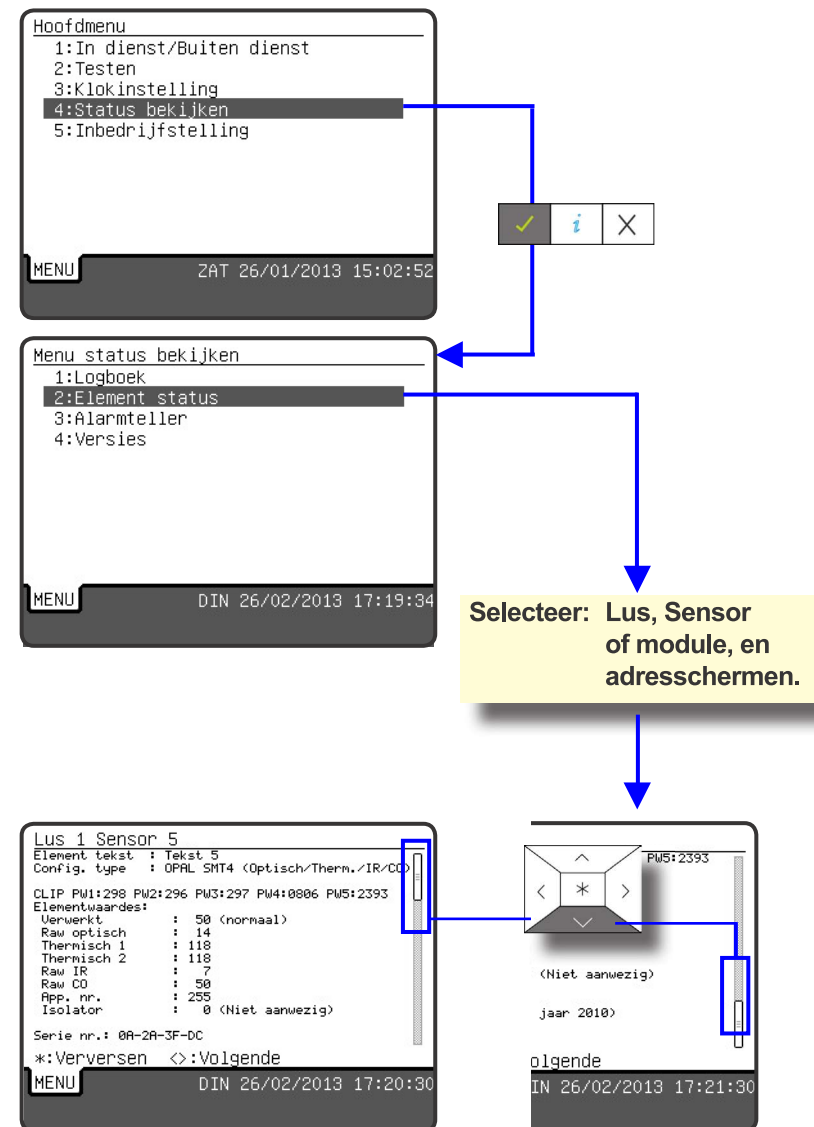 Hoofdmenu
1:In dienst/Buiten dienst
2:Testen
3:Klokinstelling
4:Status bekijken
5:Inbedrijfstelling
MENU ZAT 26/01/2013 15:02:52
i
Menu status bekijken
1:Logboek
2:Element status
3:Alarmteller
4:Versies
MENU DIN 26/02/2013 17:19:34
Selecteer: Lus, Sensor
of module, en
adresschermen.
Lus 1 Sensor 5
Element tekst : Tekst 5
Config. type : OPAL SMT4 (Optisch/Therm./IR/CO)
CLIP PW1:298 PW2:296 PW3:297 PW4:0806 PW5:2393
Elementwaardes:
Verwerkt : 50 (normaal)
Raw optisch : 14
Thermisch 1 : 118
Thermisch 2 : 118
Raw IR : 7
Raw CO : 50
App. nr. : 255
Isolator : 0 (Niet aanwezig)
Serie nr.: 0A-2A-3F-DC
*:Verversen <>:Volgende
MENU DIN 26/02/2013 17:20:30
PW5:2393
< * >
(Niet aanwezig)
jaar 2010)
olgende
IN 26/02/2013 17:21:30